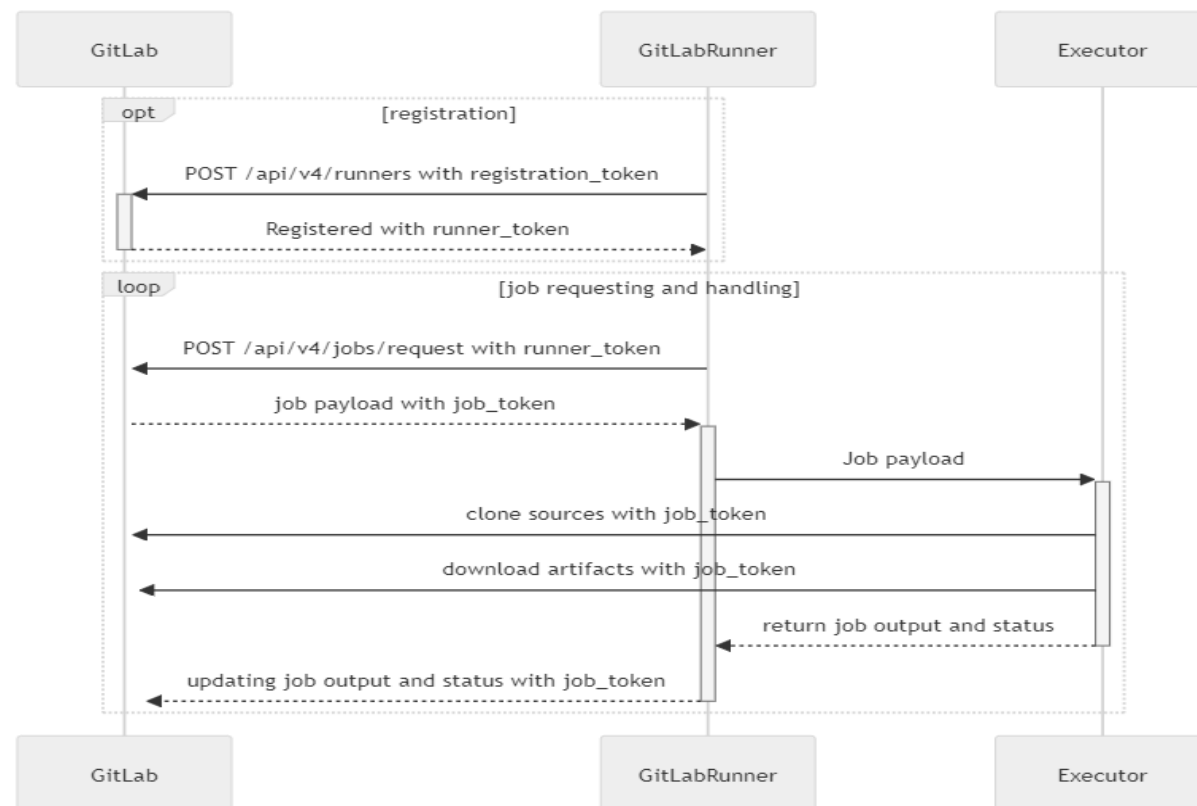 GitLab GitLabRunner Executor
opt [registration]
POST /api/v4/runners with registration_token
Registered with runner_token
loop [job requesting and handling]
POST /api/v4/jobs/request with runner_token
job payload with job_token
Job payload
clone sources with job_token
download artifacts with job_token
return job output and status
updating job output and status with job_token
GitLab GitLabRunner Executor